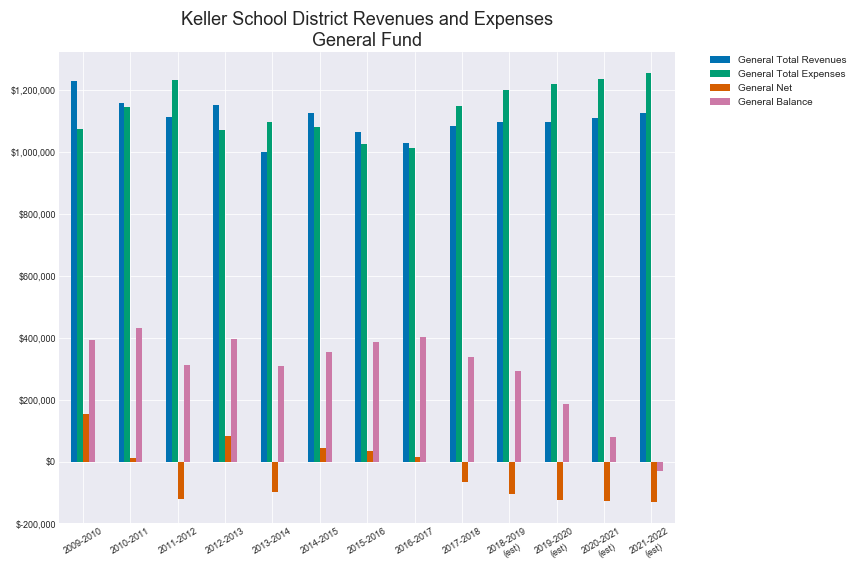 Keller School District Revenues and Expenses
General Fund
General Total Revenues
General Total Expenses
General Net
General Balance
$1,200,000
$1,000,000
$800,000
$600,000
$400,000
$200,000
$0
$-200,000
2009-2010
2010-2011
2011-2012
2012-2013
2013-2014
2014-2015
2015-2016
2016-2017
2017-2018
2018-2019
(est)
2019-2020
(est)
2020-2021
(est)
2021-2022
(est)